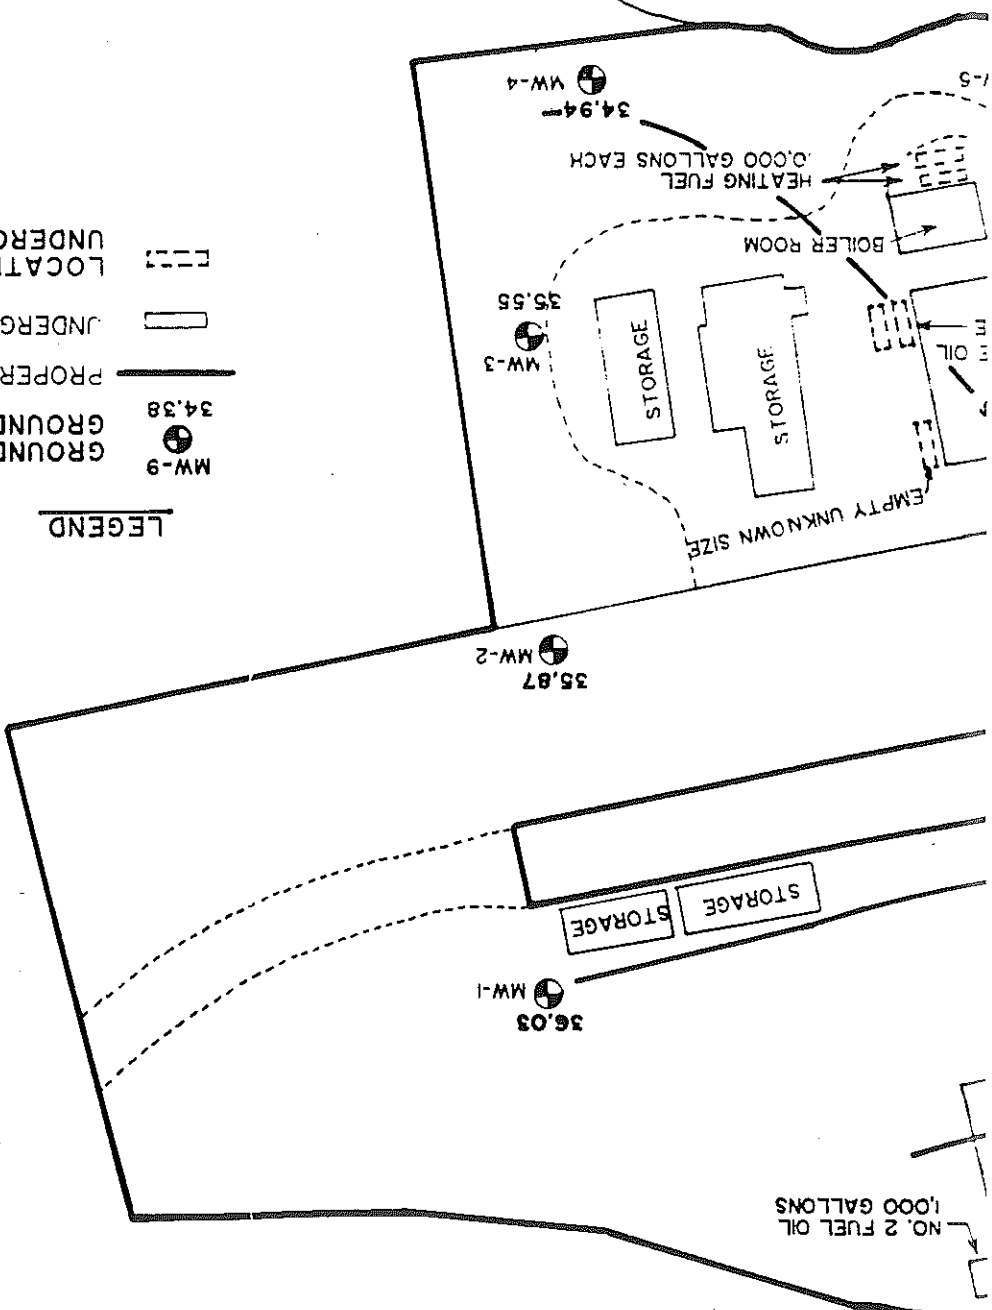 NO. 2 FUEL OIL
1,000 GALLONS
36.03
MW-1
STORAGE
STORAGE
35.87
MW-2
EMPTY UNKNOWN SIZE
STORAGE
STORAGE
MW-3
35.55
E OIL
E
BOILER ROOM
HEATING FUEL
0,000 GALLONS EACH
34.94
MW-4
-5
LEGEND
MW-9
34.38
GROUND
GROUND
PROPER
UNDERG
LOCATI
UNDERG